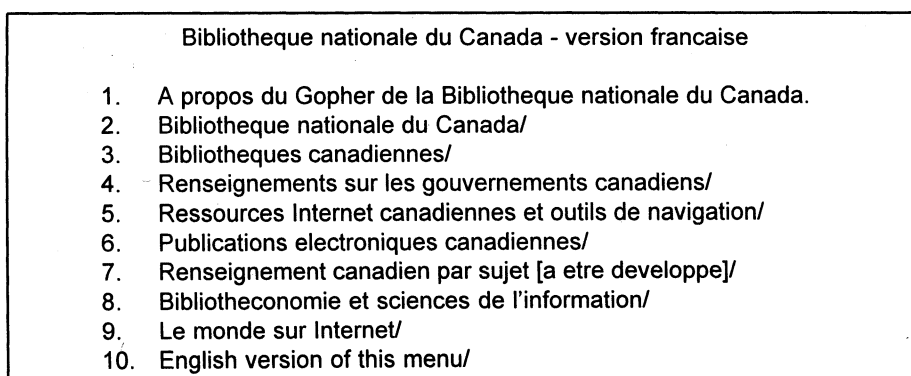 Bibliotheque nationale du Canada - version francaise
1. A propos du Gopher de la Bibliotheque nationale du Canada.
2. Bibliotheque nationale du Canada/
3. Bibliotheques canadiennes/
4. Renseignements sur les gouvernements canadiens/
5. Ressources Internet canadiennes et outils de navigation/
6. Publications electroniques canadiennes/
7. Renseignement canadien par sujet [a etre developpe]/
8. Bibliotheconomie et sciences de l'information/
9. Le monde sur Internet/
10. English version of this menu/